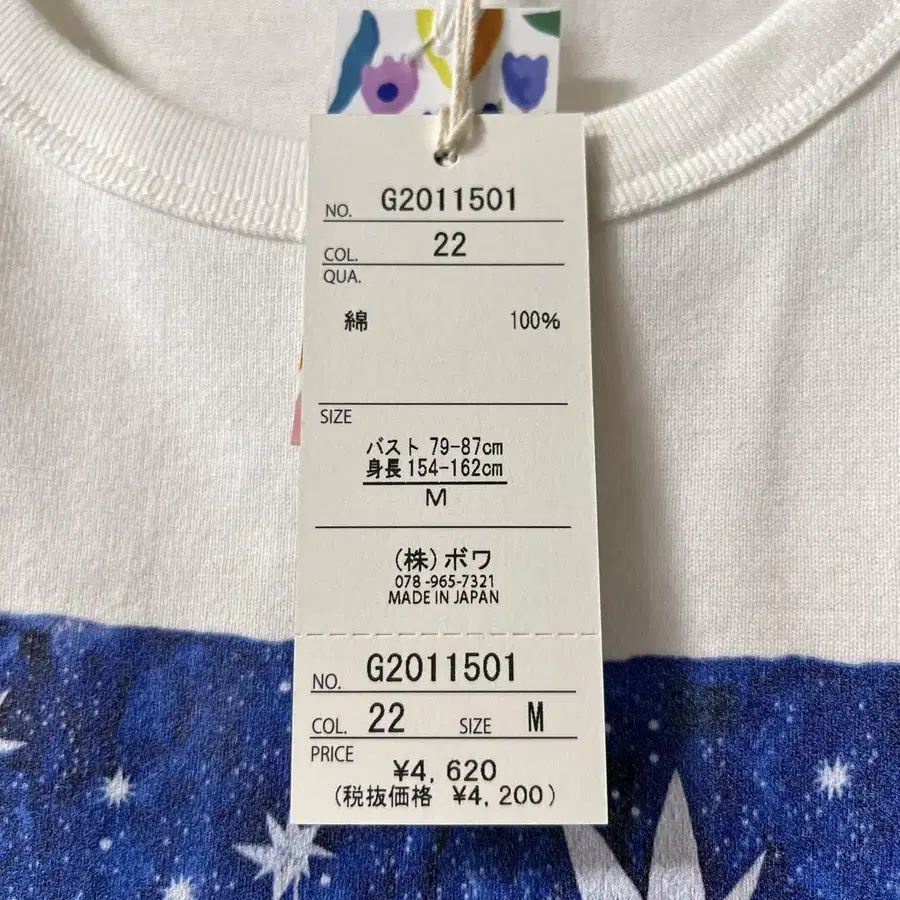 NO. G2011501
COL. 22
QUA.
綿 100%
SIZE
バスト 79-87cm
身長 154-162cm
M
(株)ボワ
078-965-7321
MADE IN JAPAN
NO. G2011501
COL. 22 SIZE M
PRICE
¥4,620
(税抜価格 ¥4,200)